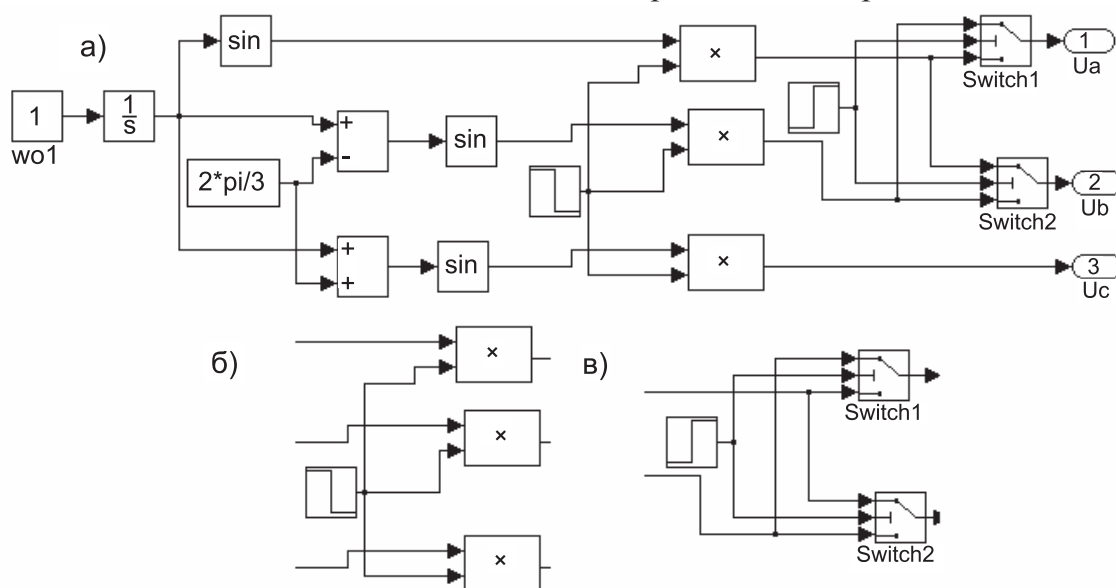 а)
sin
1
wo1
1
s
+
-
sin
2*pi/3
+
+
sin
×
×
×
Switch1
1
Ua
Switch2
2
Ub
3
Uc
б)
×
×
×
в)
Switch1
Switch2